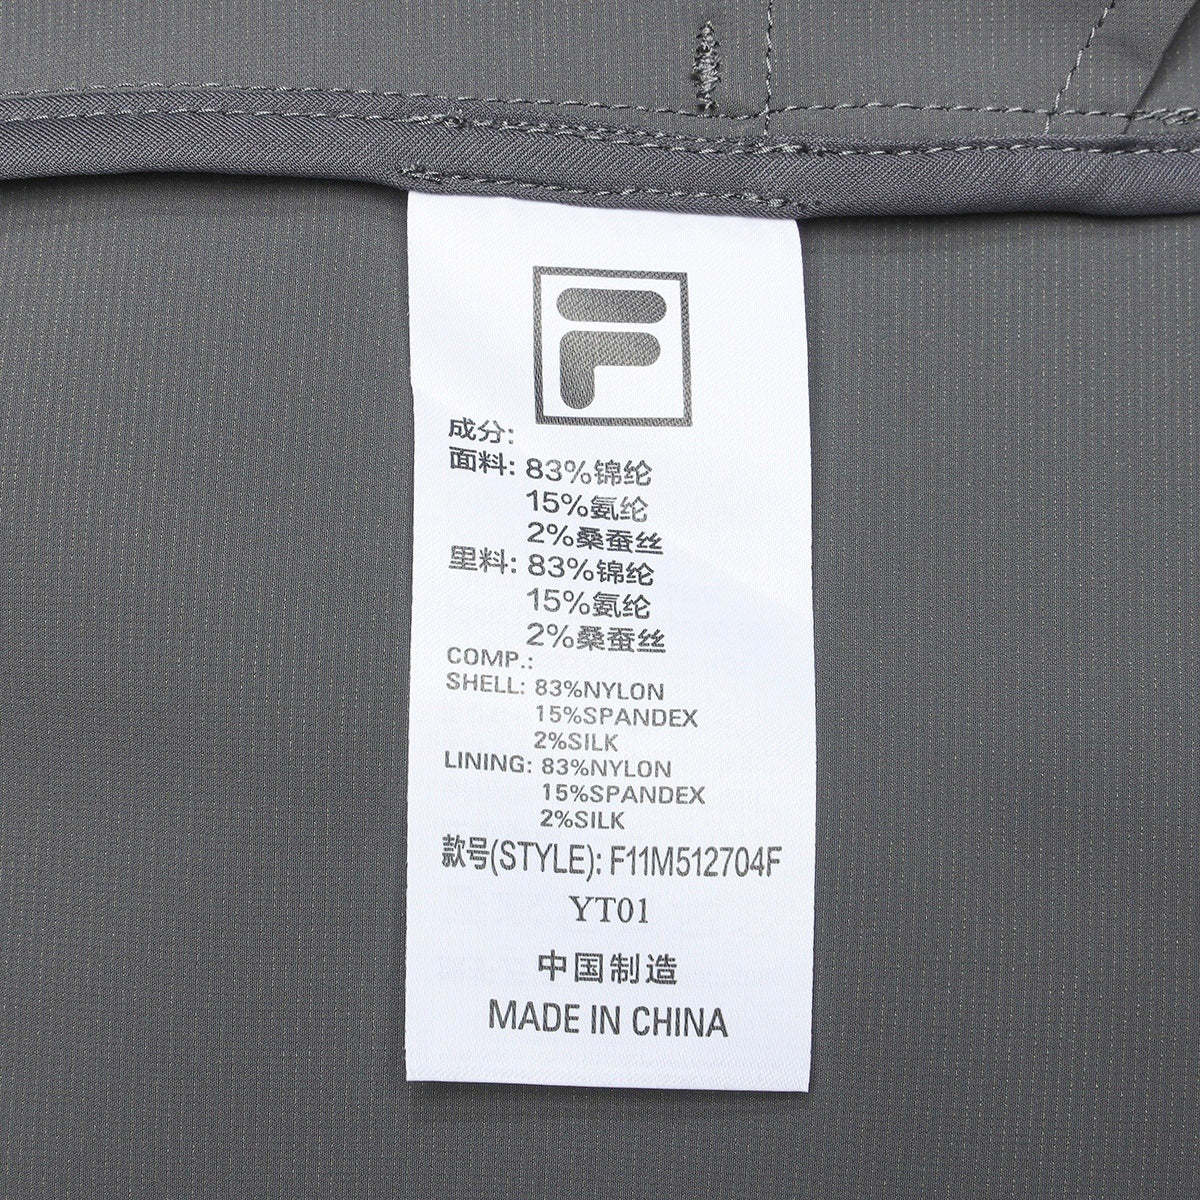 F
成分:
面料: 83%锦纶
15%氨纶
2%桑蚕丝
里料: 83%锦纶
15%氨纶
2%桑蚕丝
COMP.:
SHELL: 83%NYLON
15%SPANDEX
2%SILK
LINING: 83%NYLON
15%SPANDEX
2%SILK
款号(STYLE): F11M512704F
YT01
中国制造
MADE IN CHINA